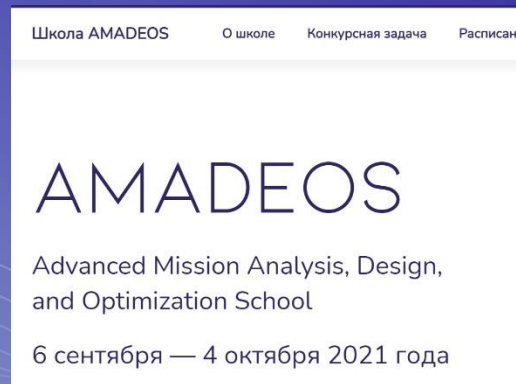 Школа AMADEOS О школе Конкурсная задача
AMADEOS
Advanced Mission Analysis, Design,
and Optimization School
6 сентября — 4 октября 2021 года